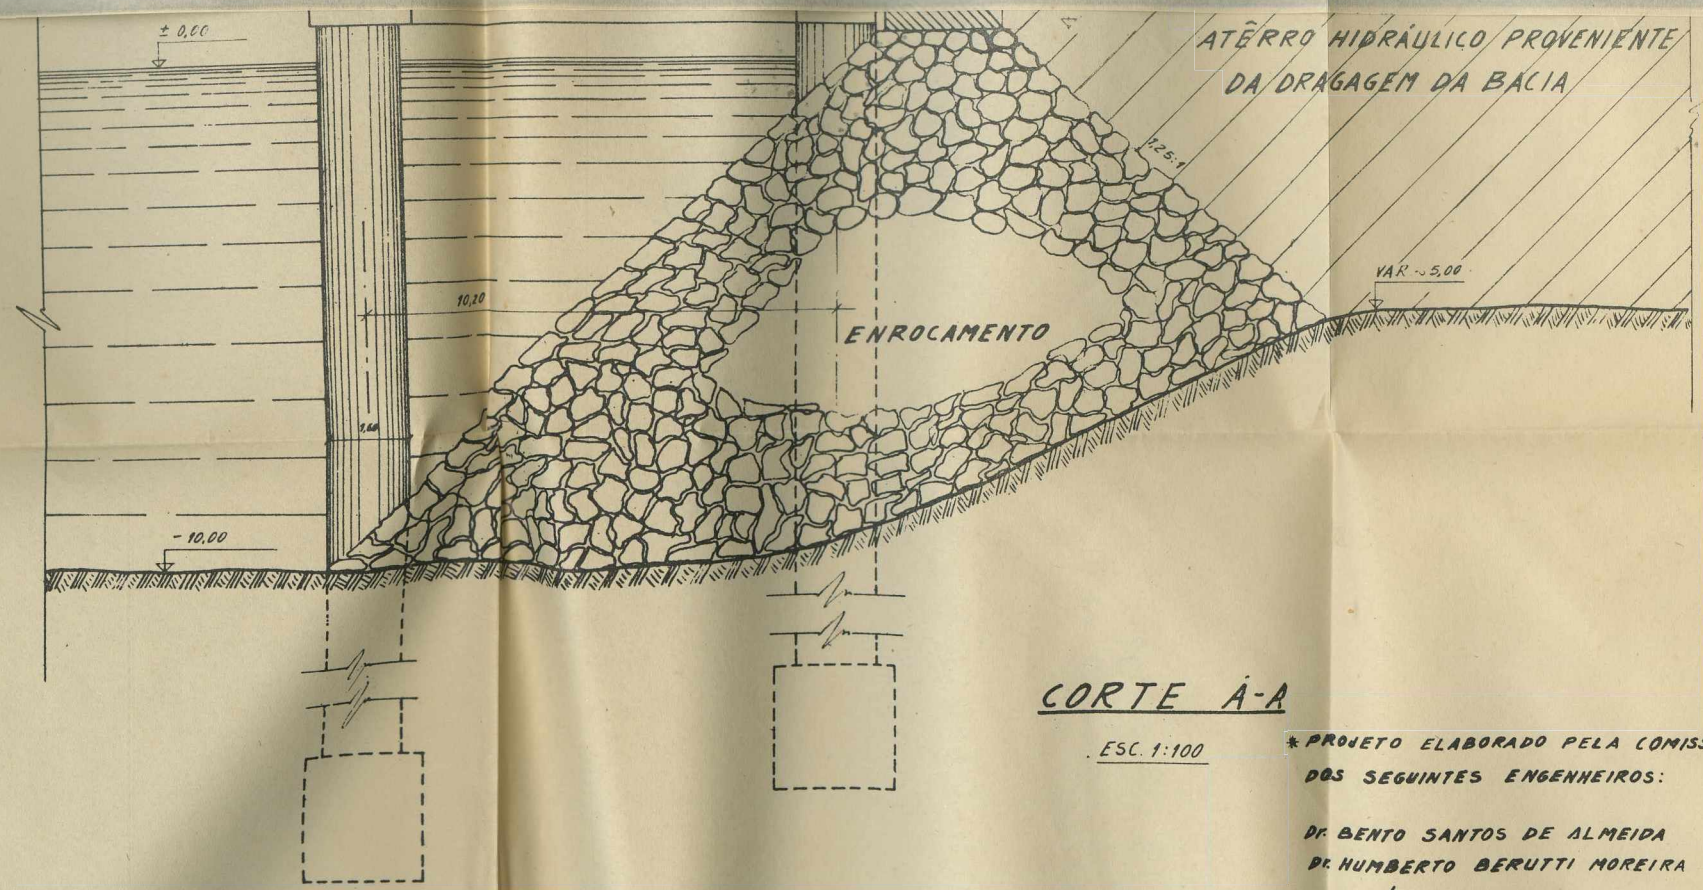 ± 0,00
ATÊRRO HIDRÁULICO PROVENIENTE
DA DRAGAGEM DA BACIA
1,25:1
VAR -5,00
10,20
ENROCAMENTO
1,60
-10,00
CORTE A-A
ESC. 1:100
* PROJETO ELABORADO PELA COMISS
DOS SEGUINTES ENGENHEIROS:
Dr. BENTO SANTOS DE ALMEIDA
Dr. HUMBERTO BERUTTI MOREIRA